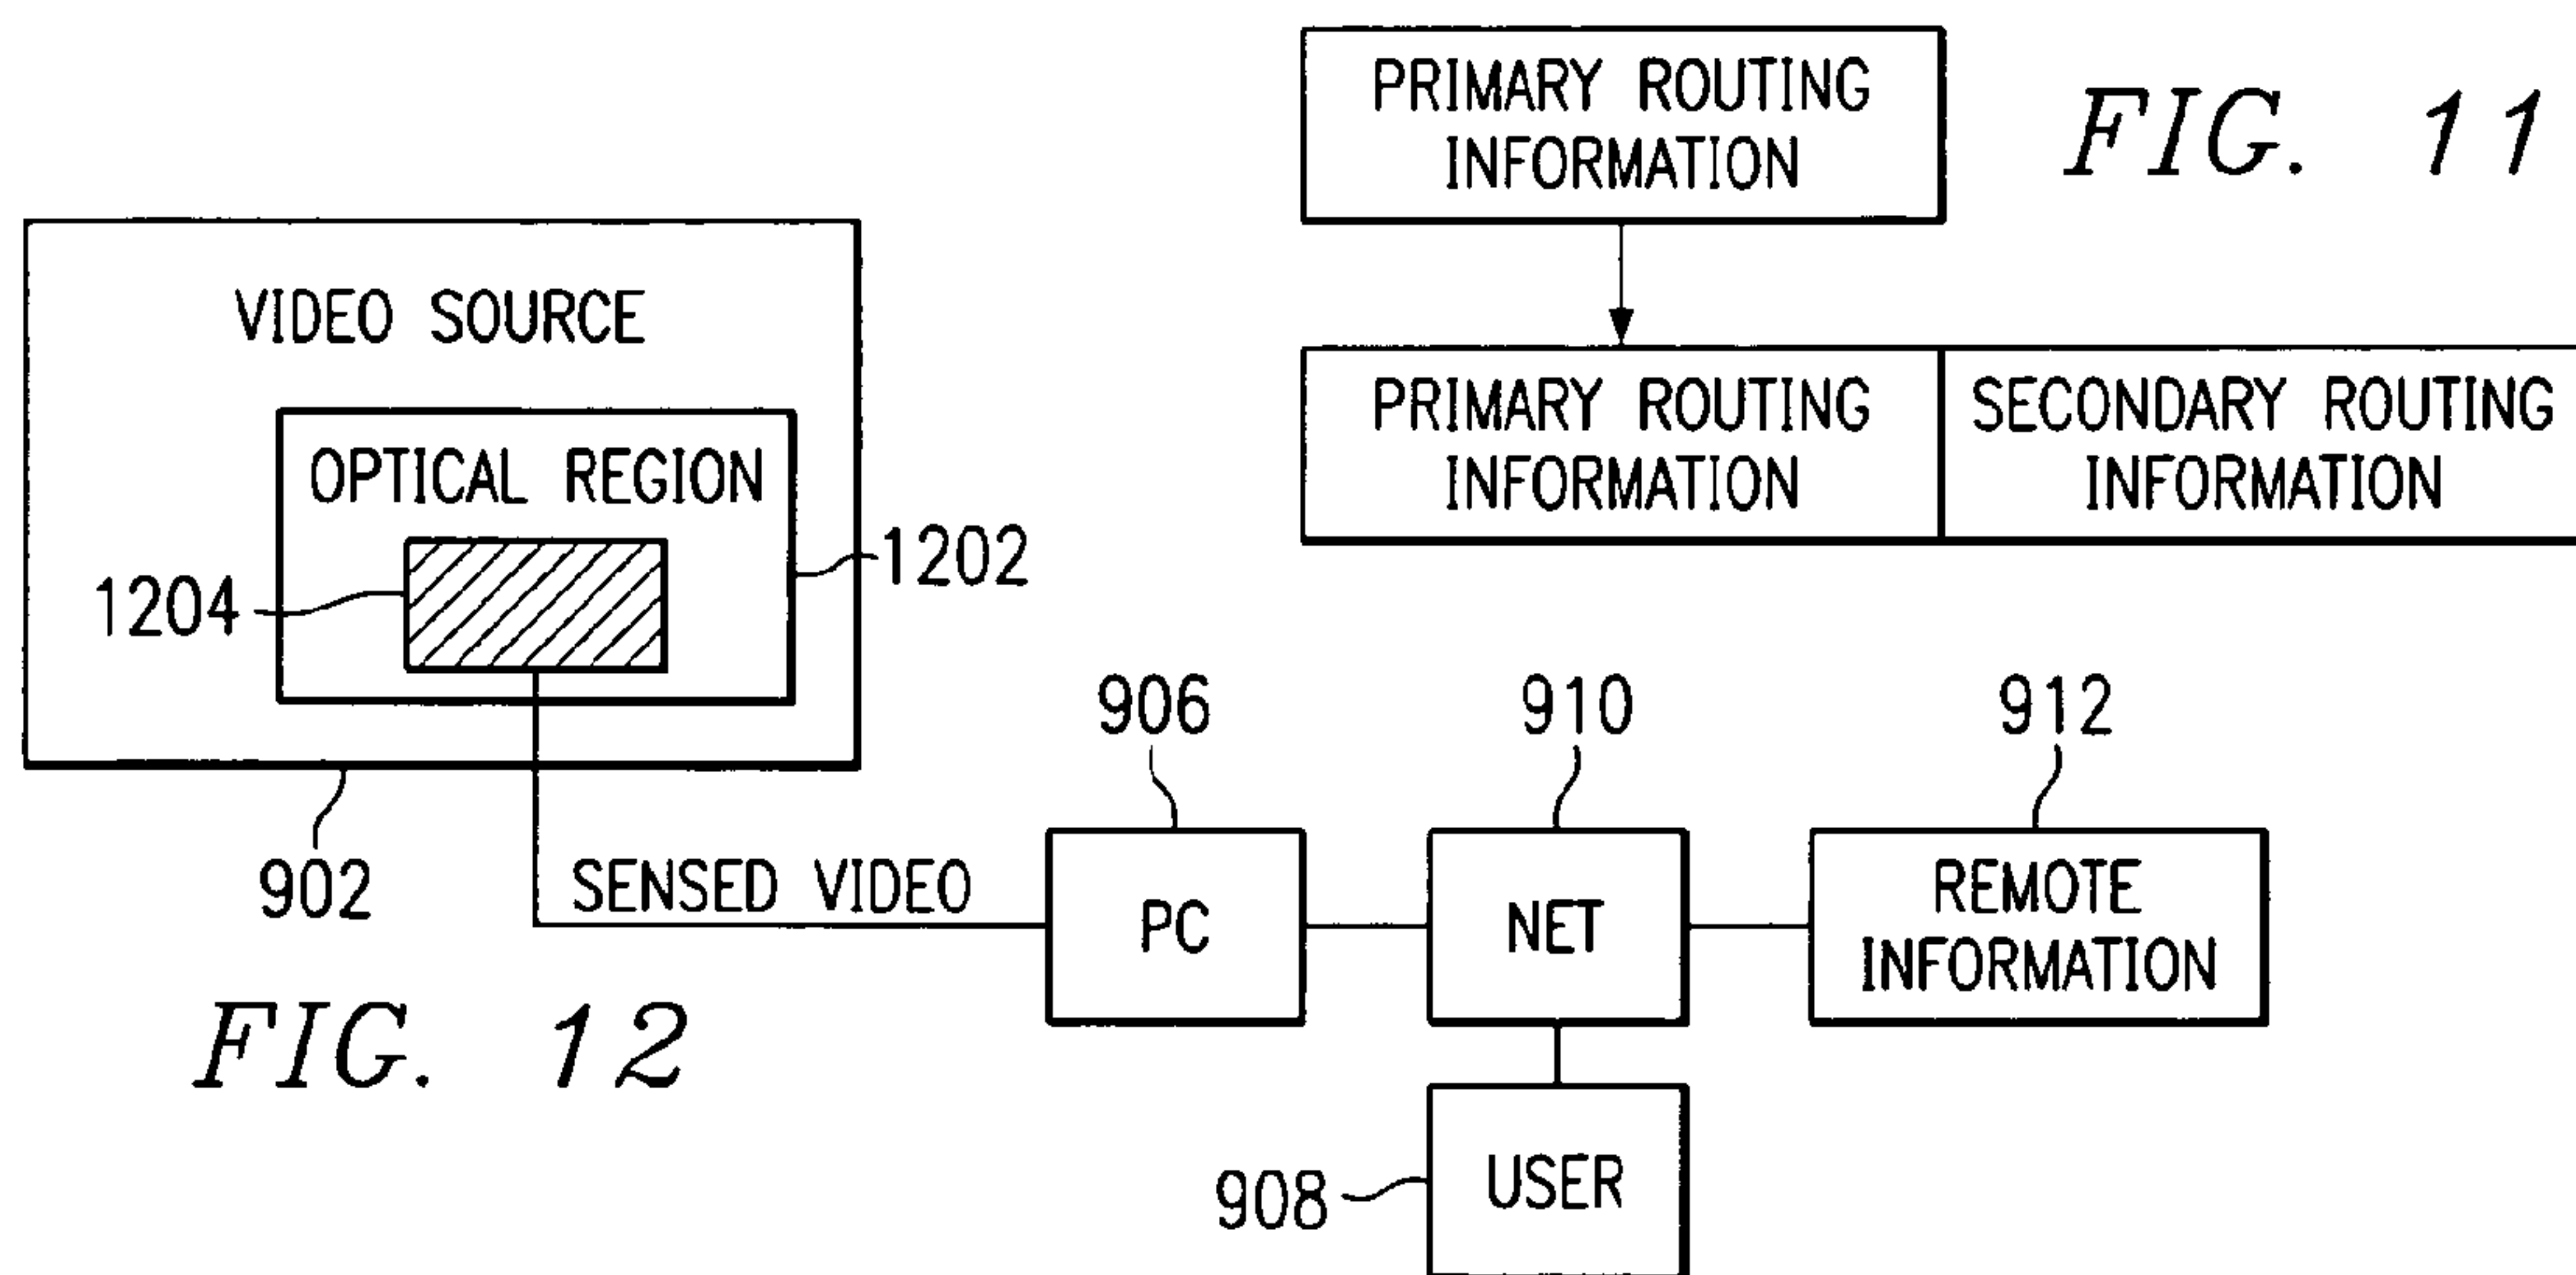 PRIMARY ROUTING
INFORMATION
FIG. 11
PRIMARY ROUTING
INFORMATION
SECONDARY ROUTING
INFORMATION
VIDEO SOURCE
OPTICAL REGION
1202
1204
902
SENSED VIDEO
906
PC
910
NET
912
REMOTE
INFORMATION
908
USER
FIG. 12